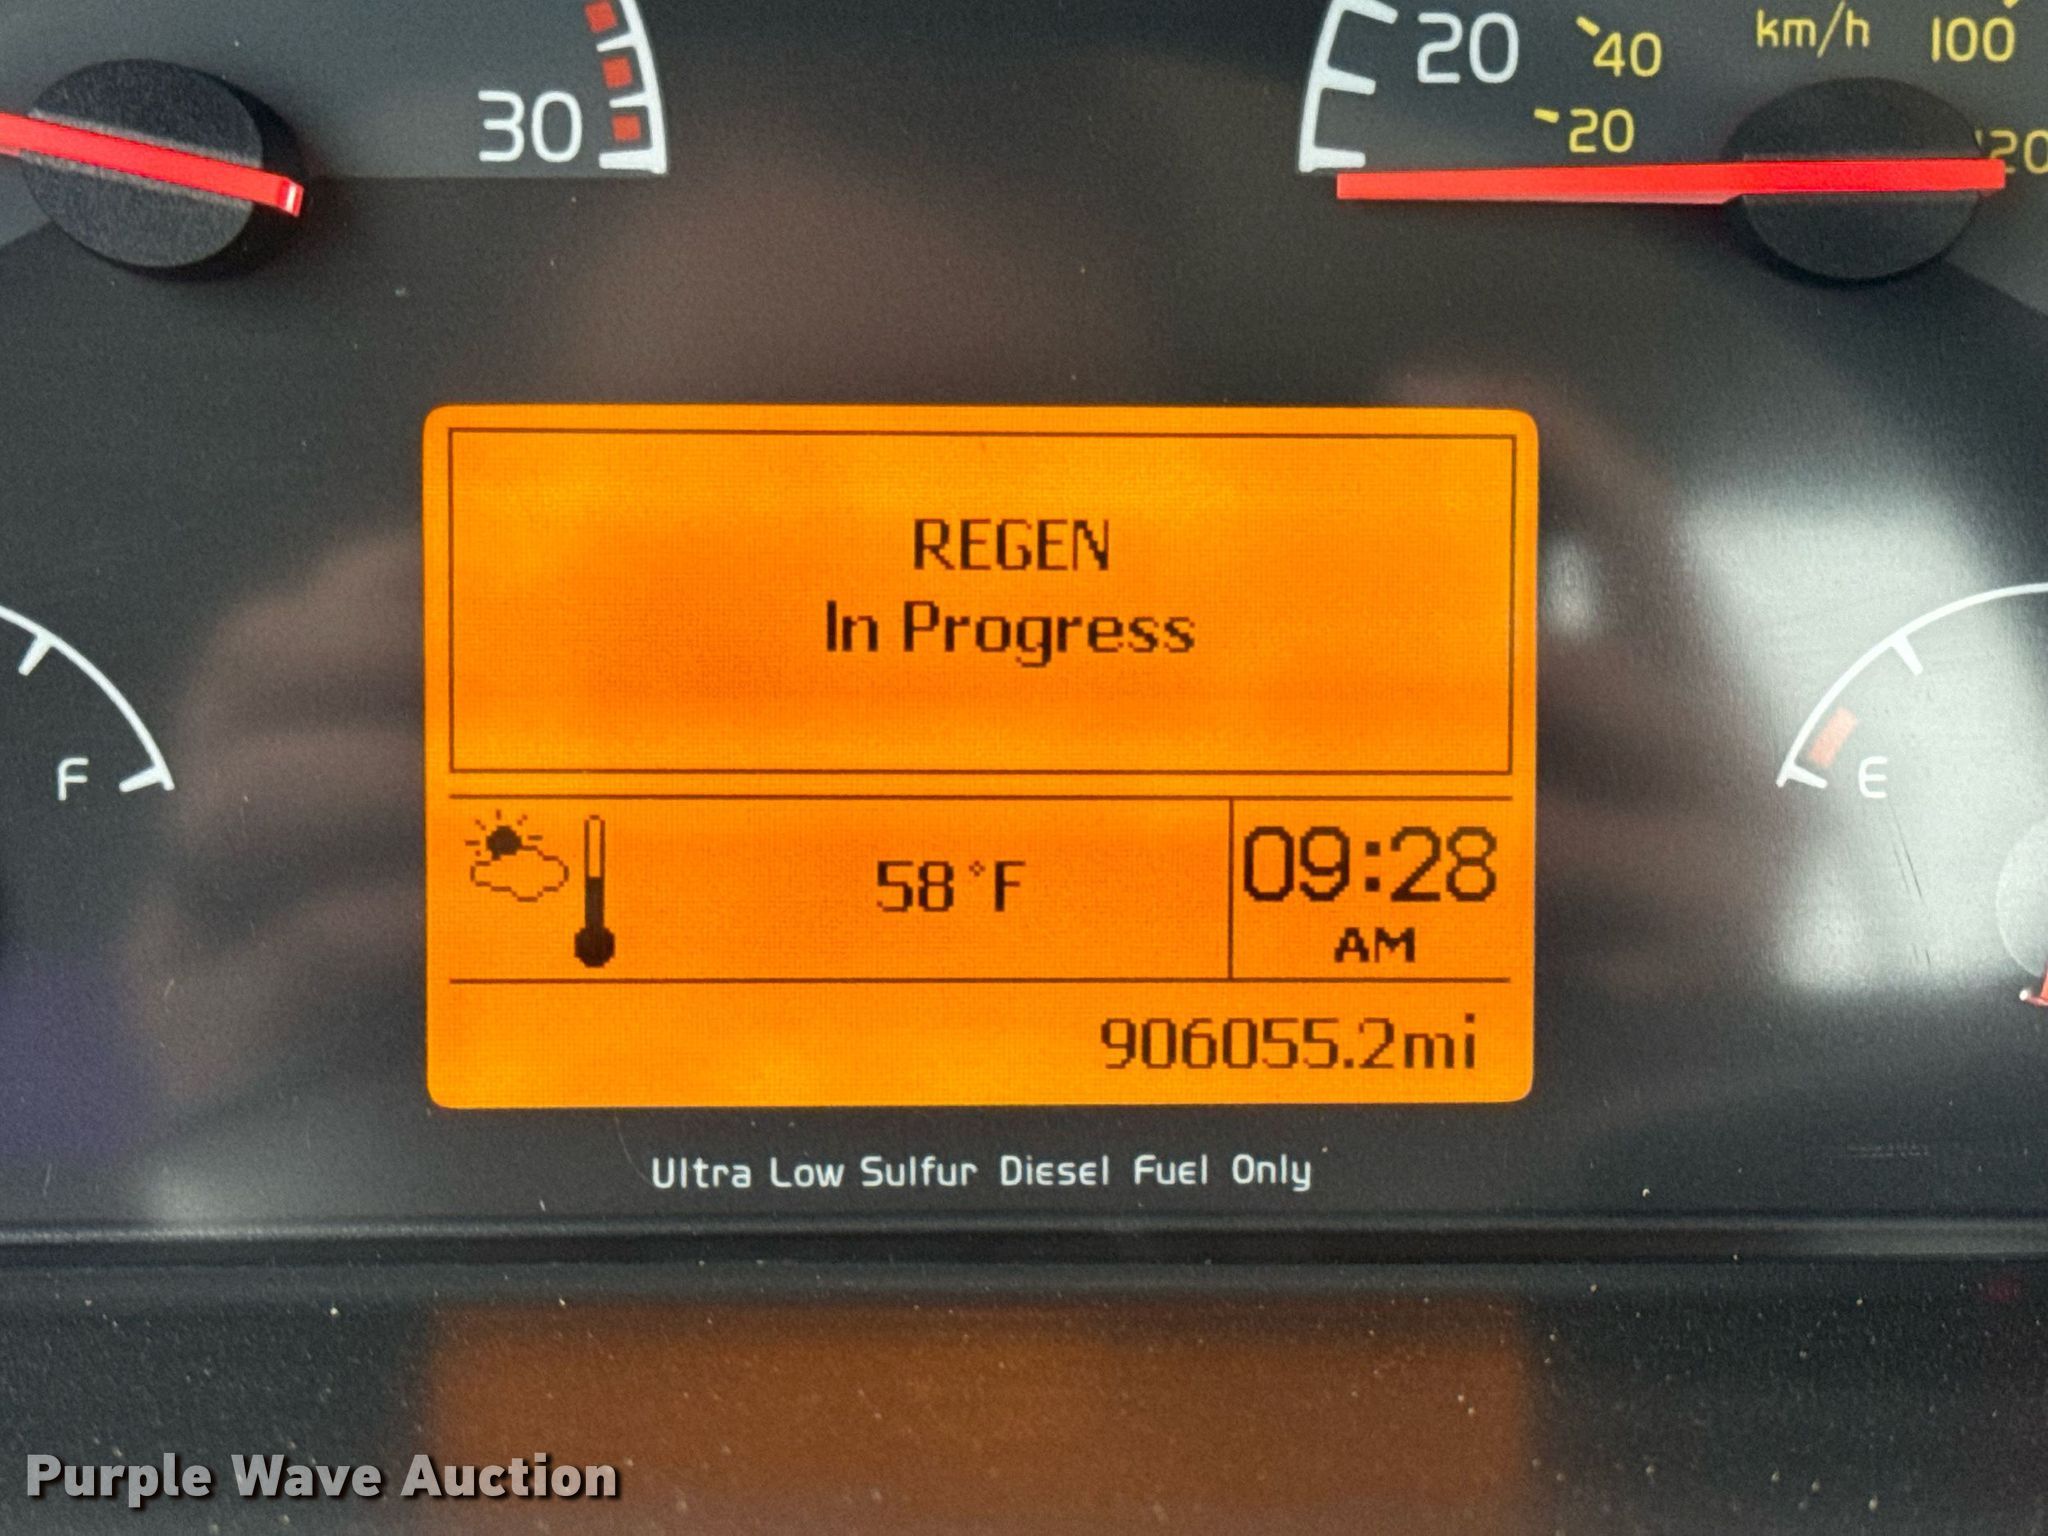 30
20
40
km/h
100
20
120
REGEN
In Progress
F
E
58°F
09:28
AM
906055.2mi
Ultra Low Sulfur Diesel Fuel Only
Purple Wave Auction